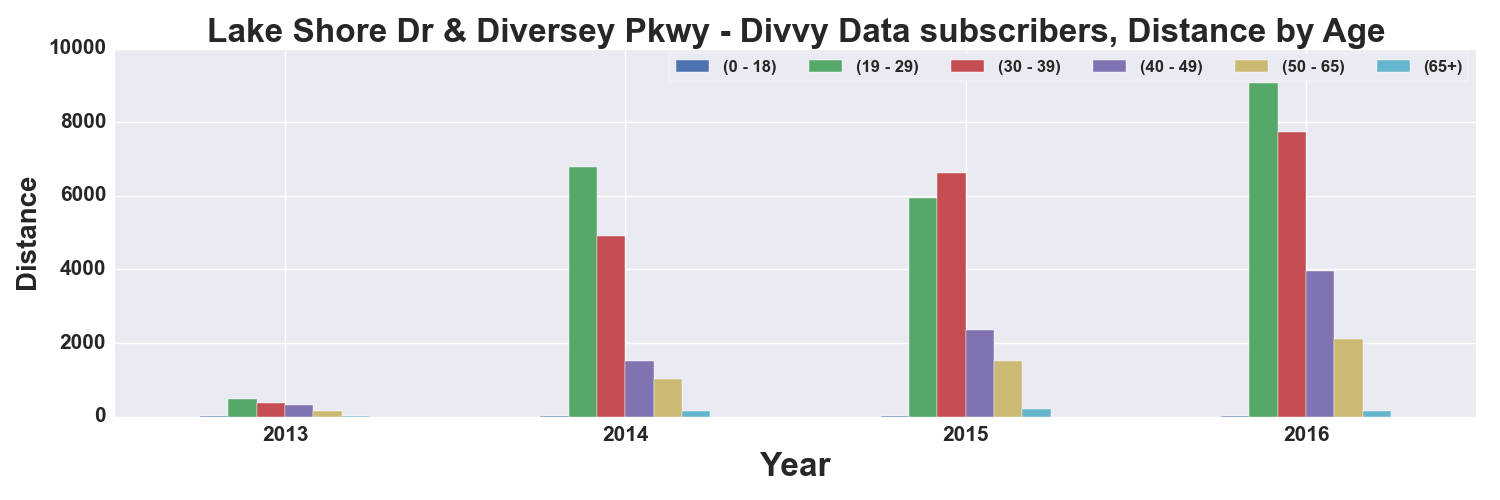 Lake Shore Dr & Diversey Pkwy - Divvy Data subscribers, Distance by Age
(0 - 18) (19 - 29) (30 - 39) (40 - 49) (50 - 65) (65+)
10000
8000
6000
4000
2000
0
Distance
2013 2014 2015 2016
Year